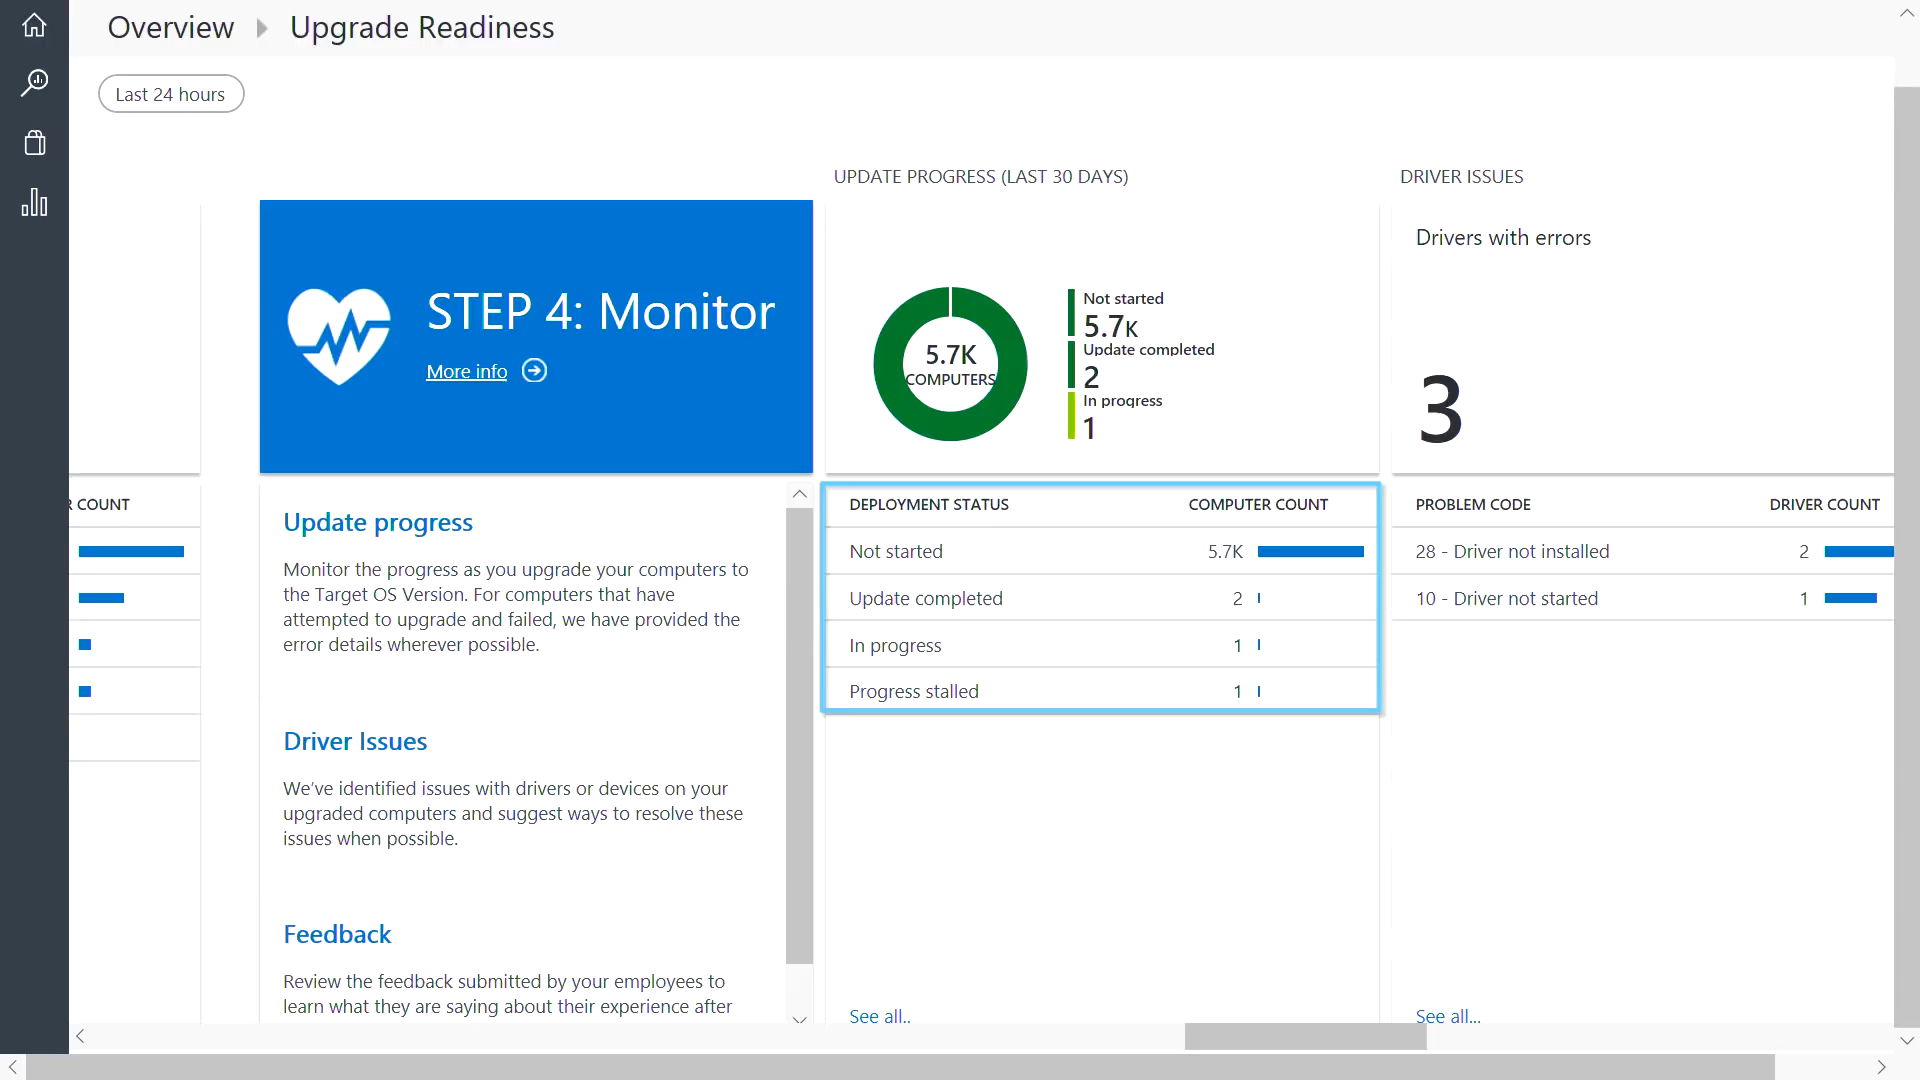 Overview
Upgrade Readiness
Last 24 hours
STEP 4: Monitor
More info
R COUNT
Update progress
Monitor the progress as you upgrade your computers to
the Target OS Version. For computers that have
attempted to upgrade and failed, we have provided the
error details wherever possible.
Driver Issues
We've identified issues with drivers or devices on your
upgraded computers and suggest ways to resolve these
issues when possible.
Feedback
Review the feedback submitted by your employees to
learn what they are saying about their experience after
UPDATE PROGRESS (LAST 30 DAYS)
5.7K
COMPUTERS
Not started
5.7K
Update completed
2
In progress
1
DEPLOYMENT STATUS COMPUTER COUNT
Not started 5.7K
Update completed 2
In progress 1
Progress stalled 1
See all..
DRIVER ISSUES
Drivers with errors
3
PROBLEM CODE DRIVER COUNT
28 - Driver not installed 2
10 - Driver not started 1
See all...